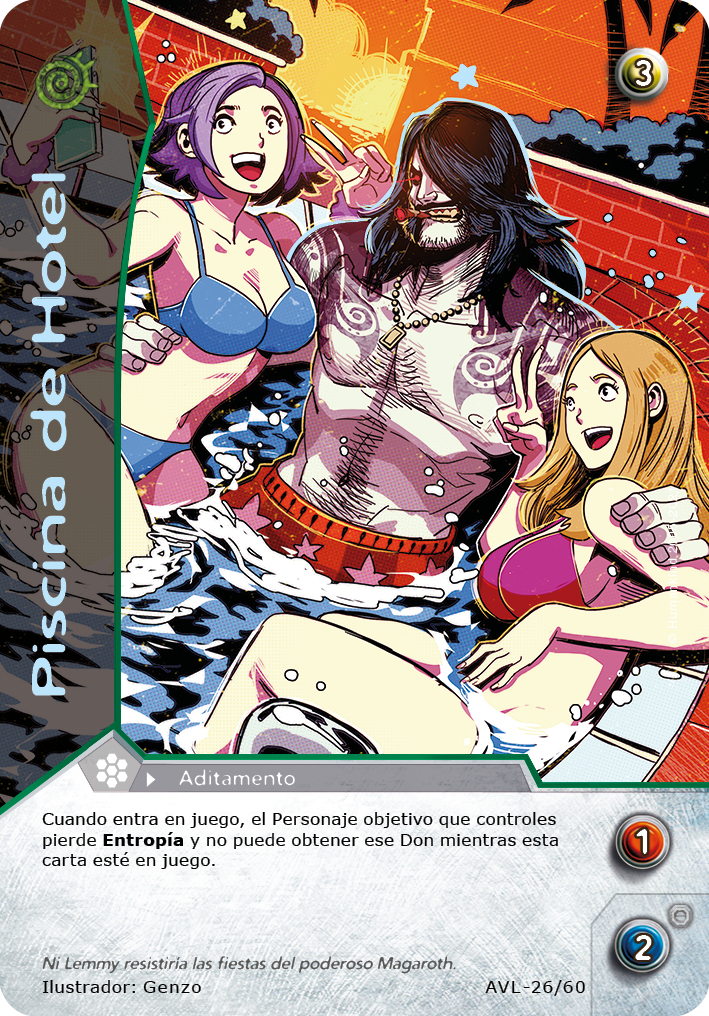 3
Piscina de Hotel
Aditamento
Cuando entra en juego, el Personaje objetivo que controles
pierde Entropía y no puede obtener ese Don mientras esta
carta esté en juego.
1
2
Ni Lemmy resistiría las fiestas del poderoso Magaroth.
Ilustrador: Genzo
AVL-26/60